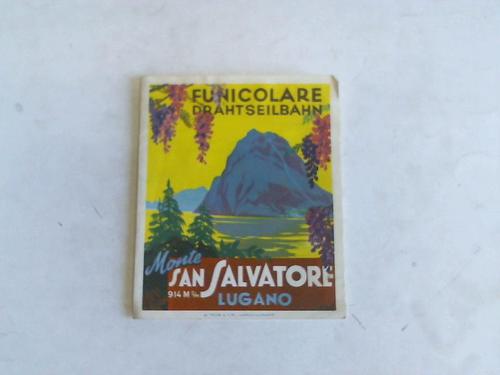 FUNICOLARE
DRAHTSEILBAHN
Monte
SAN SALVATORE
914 M
LUGANO